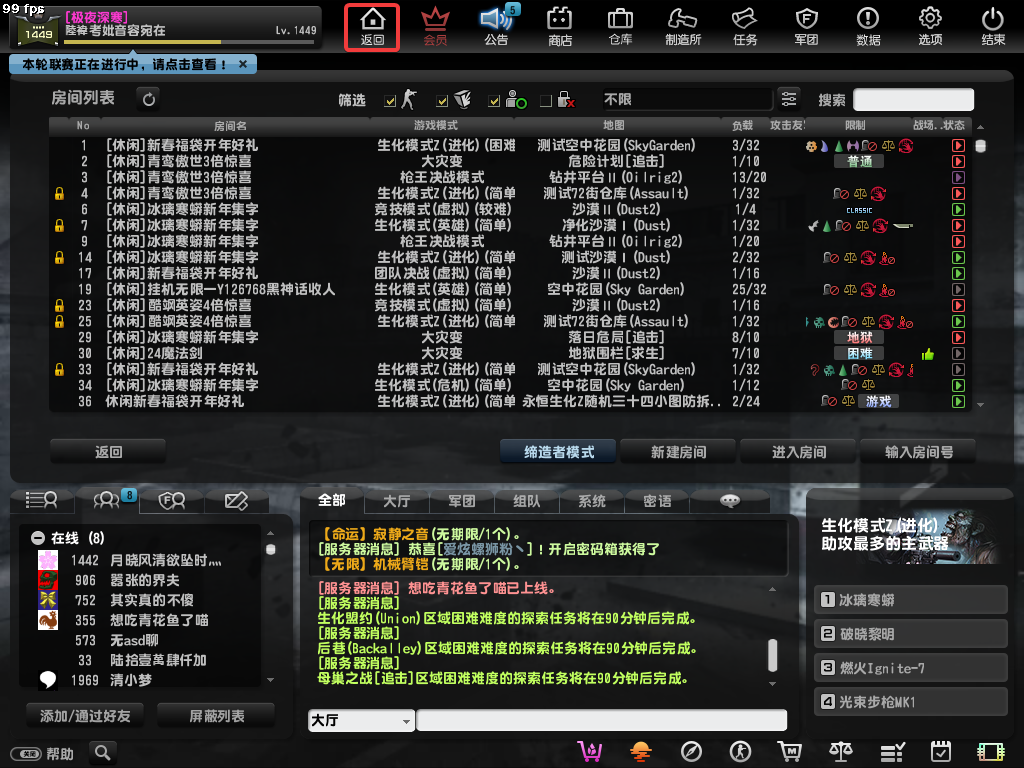 99 fps
[极夜深寒]
陸褘者妣音容宛在
Lv. 1449
1449
返回
会员
公告
5
商店
仓库
制造所
任务
军团
数据
选项
结束
本轮联赛正在进行中，请点击查看！ ×
房间列表
筛选
不限
搜索
No 房间名 游戏模式 地图 负载 攻击友: 限制 战场.. 状态
1 [休闲]新春福袋开年好礼 生化模式Z(进化)(困难 测试空中花园(SkyGarden) 3/32
2 [休闲]青鸾傲世3倍惊喜 大灾变 危险计划[追击] 1/10 普通
3 [休闲]青鸾傲世3倍惊喜 枪王决战模式 钻井平台Ⅱ(Oilrig2) 13/20
4 [休闲]青鸾傲世3倍惊喜 生化模式Z(进化)(简单 测试72街仓库(Assault) 1/32
6 [休闲]冰璃寒蟒新年集字 竞技模式(虚拟)(较难) 沙漠Ⅱ(Dust2) 1/4 CLASSIC
7 [休闲]冰璃寒蟒新年集字 生化模式(英雄)(简单) 净化沙漠Ⅰ(Dust) 1/32
9 [休闲]冰璃寒蟒新年集字 枪王决战模式 钻井平台Ⅱ(Oilrig2) 1/20
14 [休闲]冰璃寒蟒新年集字 生化模式Z(进化)(简单 测试沙漠Ⅰ(Dust) 2/32
17 [休闲]新春福袋开年好礼 团队决战(虚拟)(简单) 沙漠Ⅱ(Dust2) 1/16
19 [休闲]挂机无限一Y126768黑神话收人 生化模式(英雄)(简单) 空中花园(Sky Garden) 25/32
23 [休闲]酷飒英姿4倍惊喜 竞技模式(虚拟)(简单) 沙漠Ⅱ(Dust2) 1/16
25 [休闲]酷飒英姿4倍惊喜 生化模式Z(进化)(简单 测试72街仓库(Assault) 1/32
29 [休闲]冰璃寒蟒新年集字 大灾变 落日危局[追击] 8/10 地狱
30 [休闲]24魔法剑 大灾变 地狱围栏[求生] 7/10 困难
33 [休闲]新春福袋开年好礼 生化模式Z(进化)(简单 测试空中花园(SkyGarden) 1/32
34 [休闲]冰璃寒蟒新年集字 生化模式(危机)(简单) 空中花园(Sky Garden) 1/12
36 休闲新春福袋开年好礼 生化模式Z(进化)(简单 永恒生化Z随机三十四小图防拆.. 2/24 游戏
返回
缔造者模式
新建房间
进入房间
输入房间号
8
在线 (8)
1442 月晓风清欲坠时灬
906 嚣张的界夫
752 其实真的不傻
355 想吃青花鱼了喵
573 无asd聊
33 陆拾壹萬肆仟加
1969 清小梦
添加/通过好友
屏蔽列表
全部
大厅
军团
组队
系统
密语
【命运】寂静之音(无期限/1个)。
[服务器消息] 恭喜[爱炫螺狮粉丶]！开启密码箱获得了
【无限】机械臂铠(无期限/1个)。
[服务器消息] 想吃青花鱼了喵已上线。
[服务器消息]
生化盟约(Union)区域困难难度的探索任务将在90分钟后完成。
[服务器消息]
后巷(Backalley)区域困难难度的探索任务将在90分钟后完成。
[服务器消息]
母巢之战[追击]区域困难难度的探索任务将在90分钟后完成。
大厅
生化模式Z(进化)
助攻最多的主武器
1 冰璃寒蟒
2 破晓黎明
3 燃火Ignite-7
4 光束步枪MK1
英/简 帮助